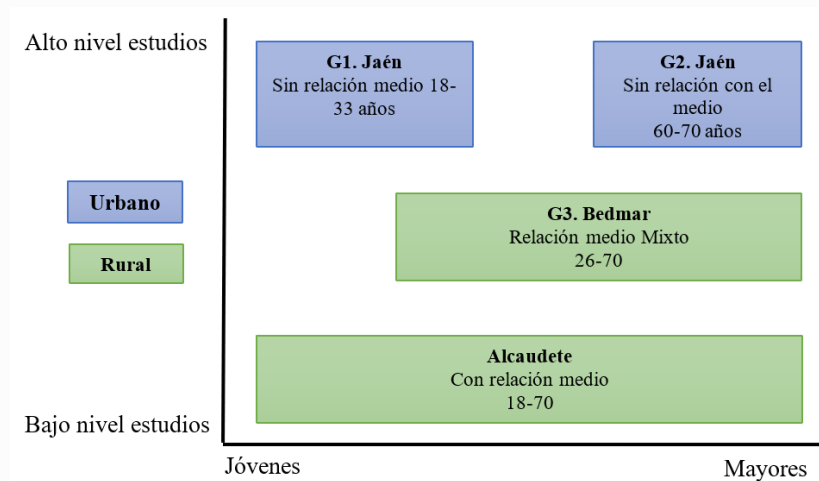 Alto nivel estudios
G1. Jaén
Sin relación medio 18-
33 años
G2. Jaén
Sin relación con el
medio
60-70 años
Urbano
Rural
G3. Bedmar
Relación medio Mixto
26-70
Alcaudete
Con relación medio
18-70
Bajo nivel estudios
Jóvenes
Mayores